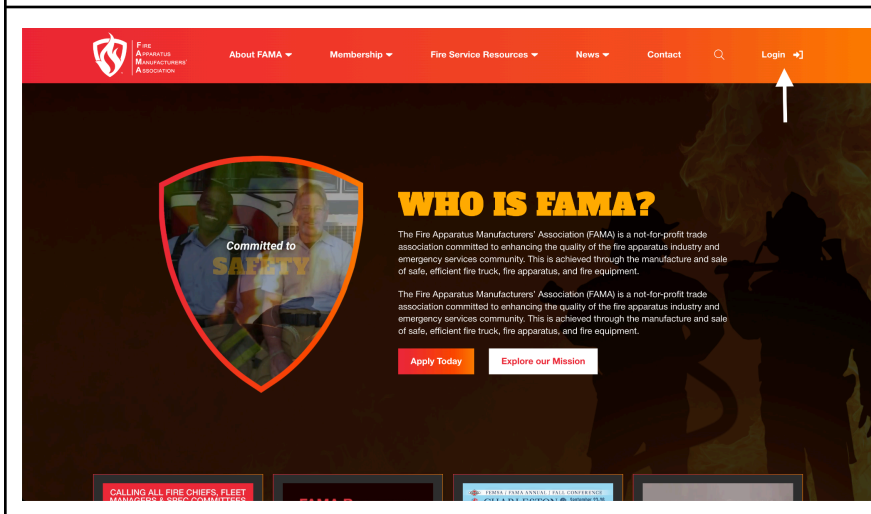 FIRE
APPARATUS
MANUFACTURERS'
ASSOCIATION
About FAMA
Membership
Fire Service Resources
News
Contact
Login
Committed to
SAFETY
WHO IS FAMA?
The Fire Apparatus Manufacturers' Association (FAMA) is a not-for-profit trade
association committed to enhancing the quality of the fire apparatus industry and
emergency services community. This is achieved through the manufacture and sale
of safe, efficient fire truck, fire apparatus, and fire equipment.
The Fire Apparatus Manufacturers' Association (FAMA) is a not-for-profit trade
association committed to enhancing the quality of the fire apparatus industry and
emergency services community. This is achieved through the manufacture and sale
of safe, efficient fire truck, fire apparatus, and fire equipment.
Apply Today
Explore our Mission
CALLING ALL FIRE CHIEFS, FLEET
MANAGERS & SPEC COMMITTEES
FEMSA | FAMA ANNUAL | FALL CONFERENCE
CHARLESTON